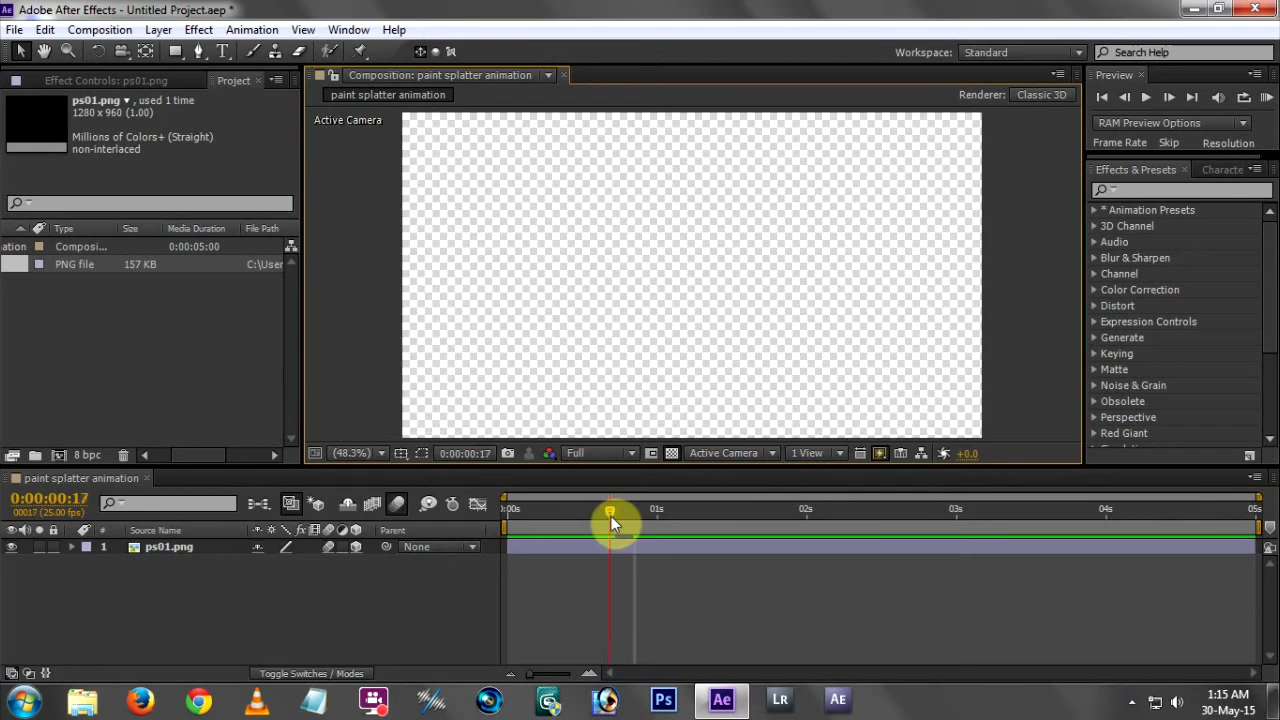 Adobe After Effects - Untitled Project.aep *
File Edit Composition Layer Effect Animation View Window Help
Workspace: Standard
Search Help
Effect Controls: ps01.png
Project
ps01.png ▾ , used 1 time
1280 x 960 (1.00)
Millions of Colors+ (Straight)
non-interlaced
Type Size Media Duration File Path
ation Composi... 0:00:05:00
PNG file 157 KB C:\User
8 bpc
Composition: paint splatter animation
paint splatter animation
Renderer: Classic 3D
Active Camera
(48.3%) 0:00:00:17 Full Active Camera 1 View +0.0
Preview
RAM Preview Options
Frame Rate Skip Resolution
Effects & Presets Characte
* Animation Presets
3D Channel
Audio
Blur & Sharpen
Channel
Color Correction
Distort
Expression Controls
Generate
Keying
Matte
Noise & Grain
Obsolete
Perspective
Red Giant
paint splatter animation
0:00:00:17
00017 (25.00 fps)
):00s 01s 02s 03s 04s 05s
# Source Name Parent
1 ps01.png None
Toggle Switches / Modes
Ps Ae LR AE
1:15 AM
30-May-15